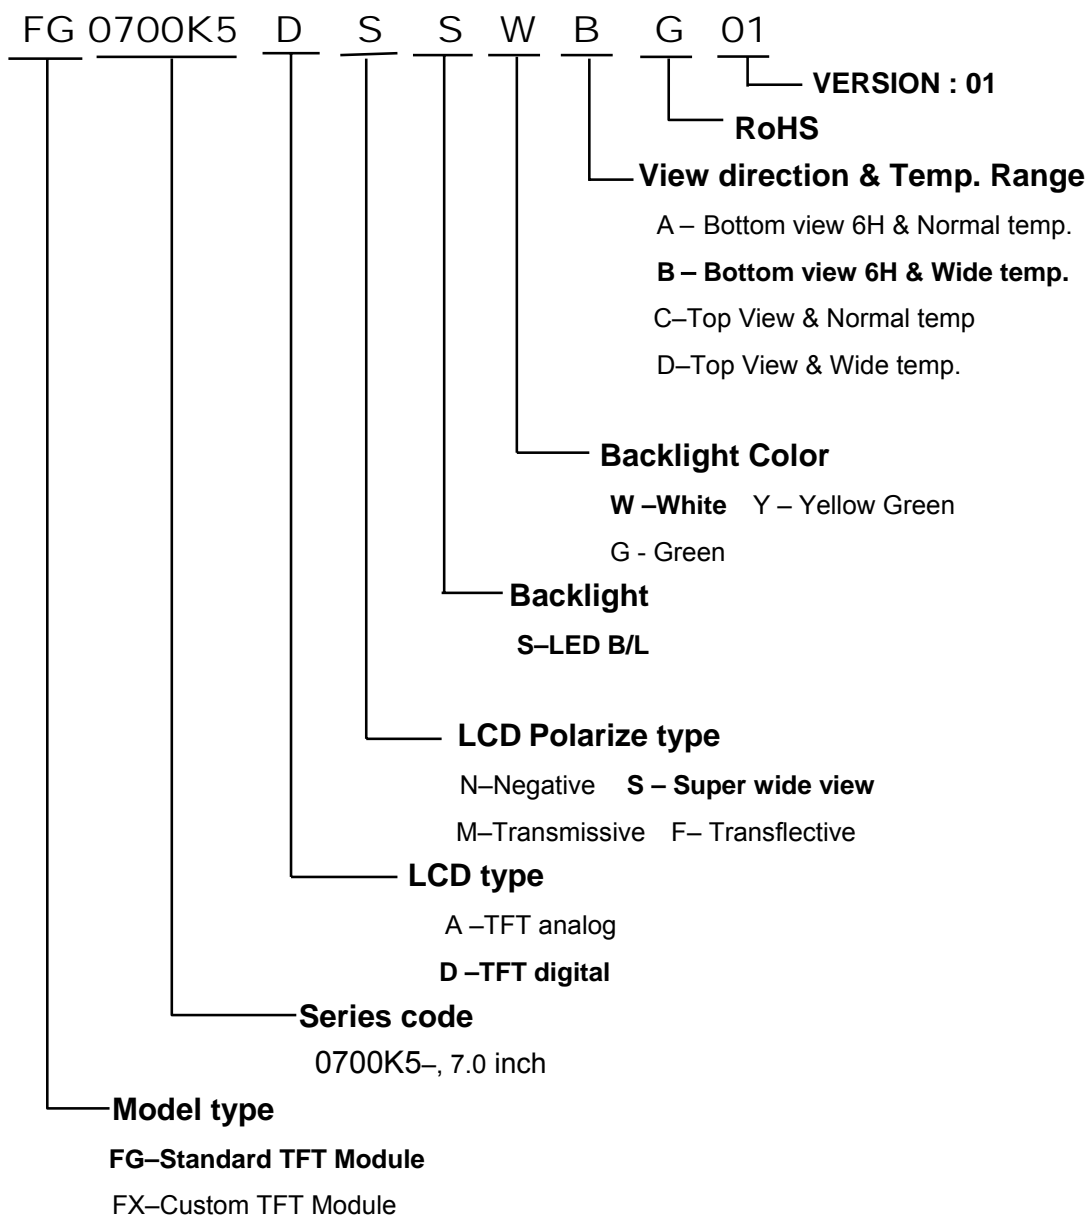 FG 0700K5 D S S W B G 01
VERSION : 01
RoHS
View direction & Temp. Range
A – Bottom view 6H & Normal temp.
B – Bottom view 6H & Wide temp.
C–Top View & Normal temp
D–Top View & Wide temp.
Backlight Color
W –White Y – Yellow Green
G - Green
Backlight
S–LED B/L
LCD Polarize type
N–Negative S – Super wide view
M–Transmissive F– Transflective
LCD type
A –TFT analog
D –TFT digital
Series code
0700K5–, 7.0 inch
Model type
FG–Standard TFT Module
FX–Custom TFT Module